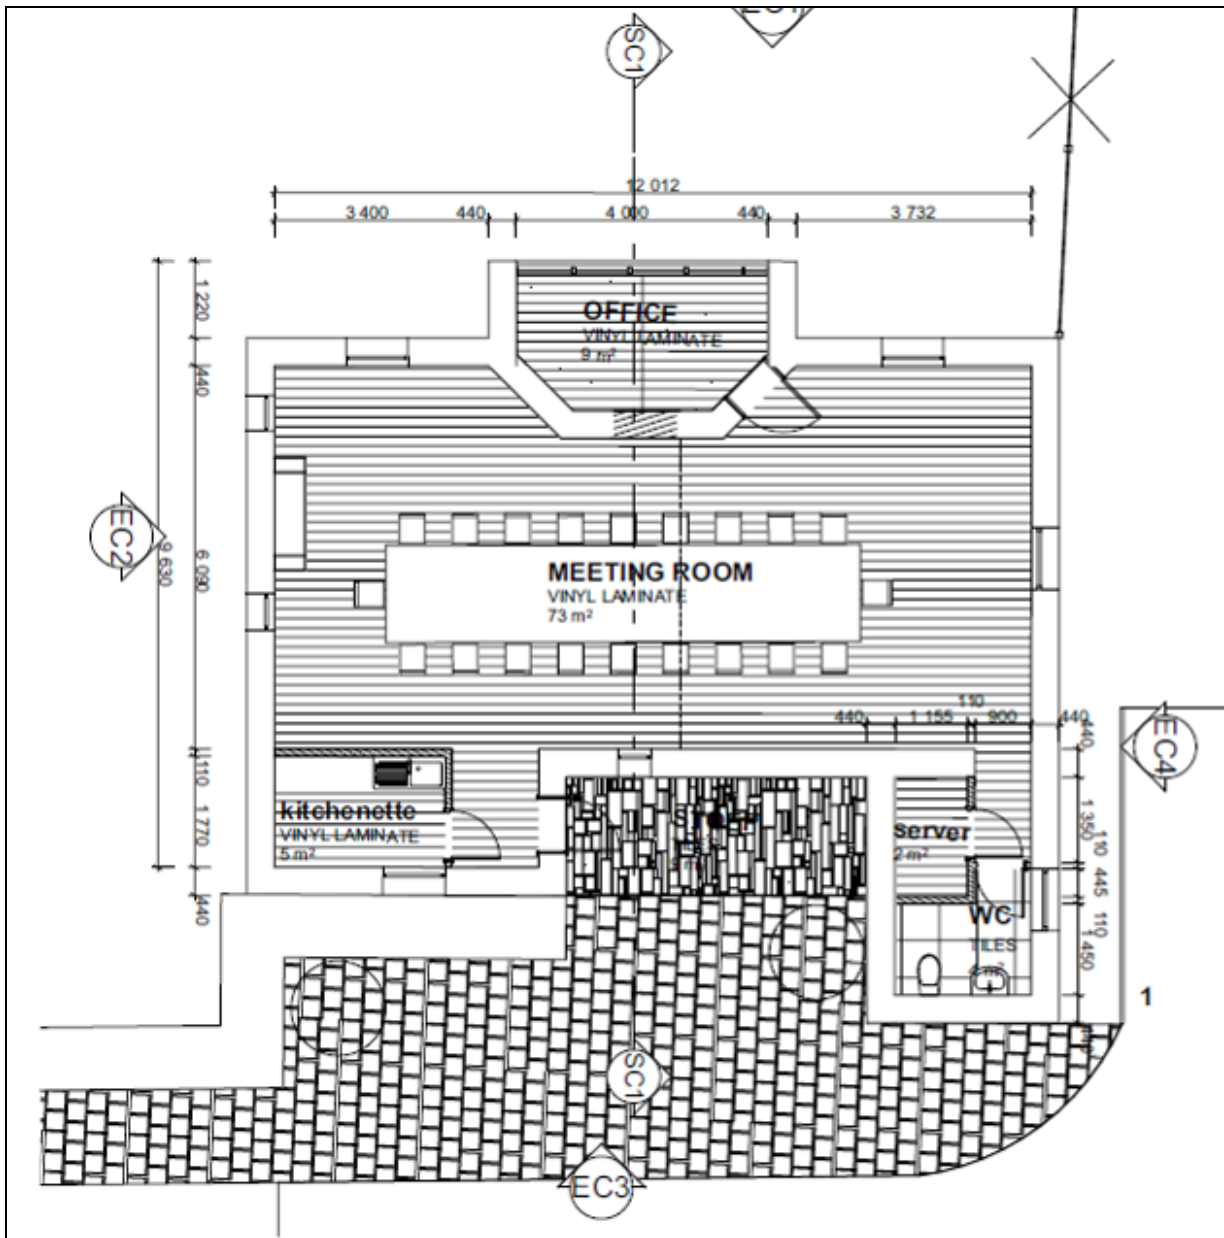 SC1
12 012
3 400
440
4 000
440
3 732
1 220
OFFICE
VINYL LAMINATE
9 m²
440
EC2
9 630
6 090
MEETING ROOM
VINYL LAMINATE
73 m²
110
440
1 155
900
440
440
EC4
110
1 770
kitchenette
VINYL LAMINATE
5 m²
server
2 m²
1 350
110
445
110
440
WC
TILES
1 450
1
SC1
EC3